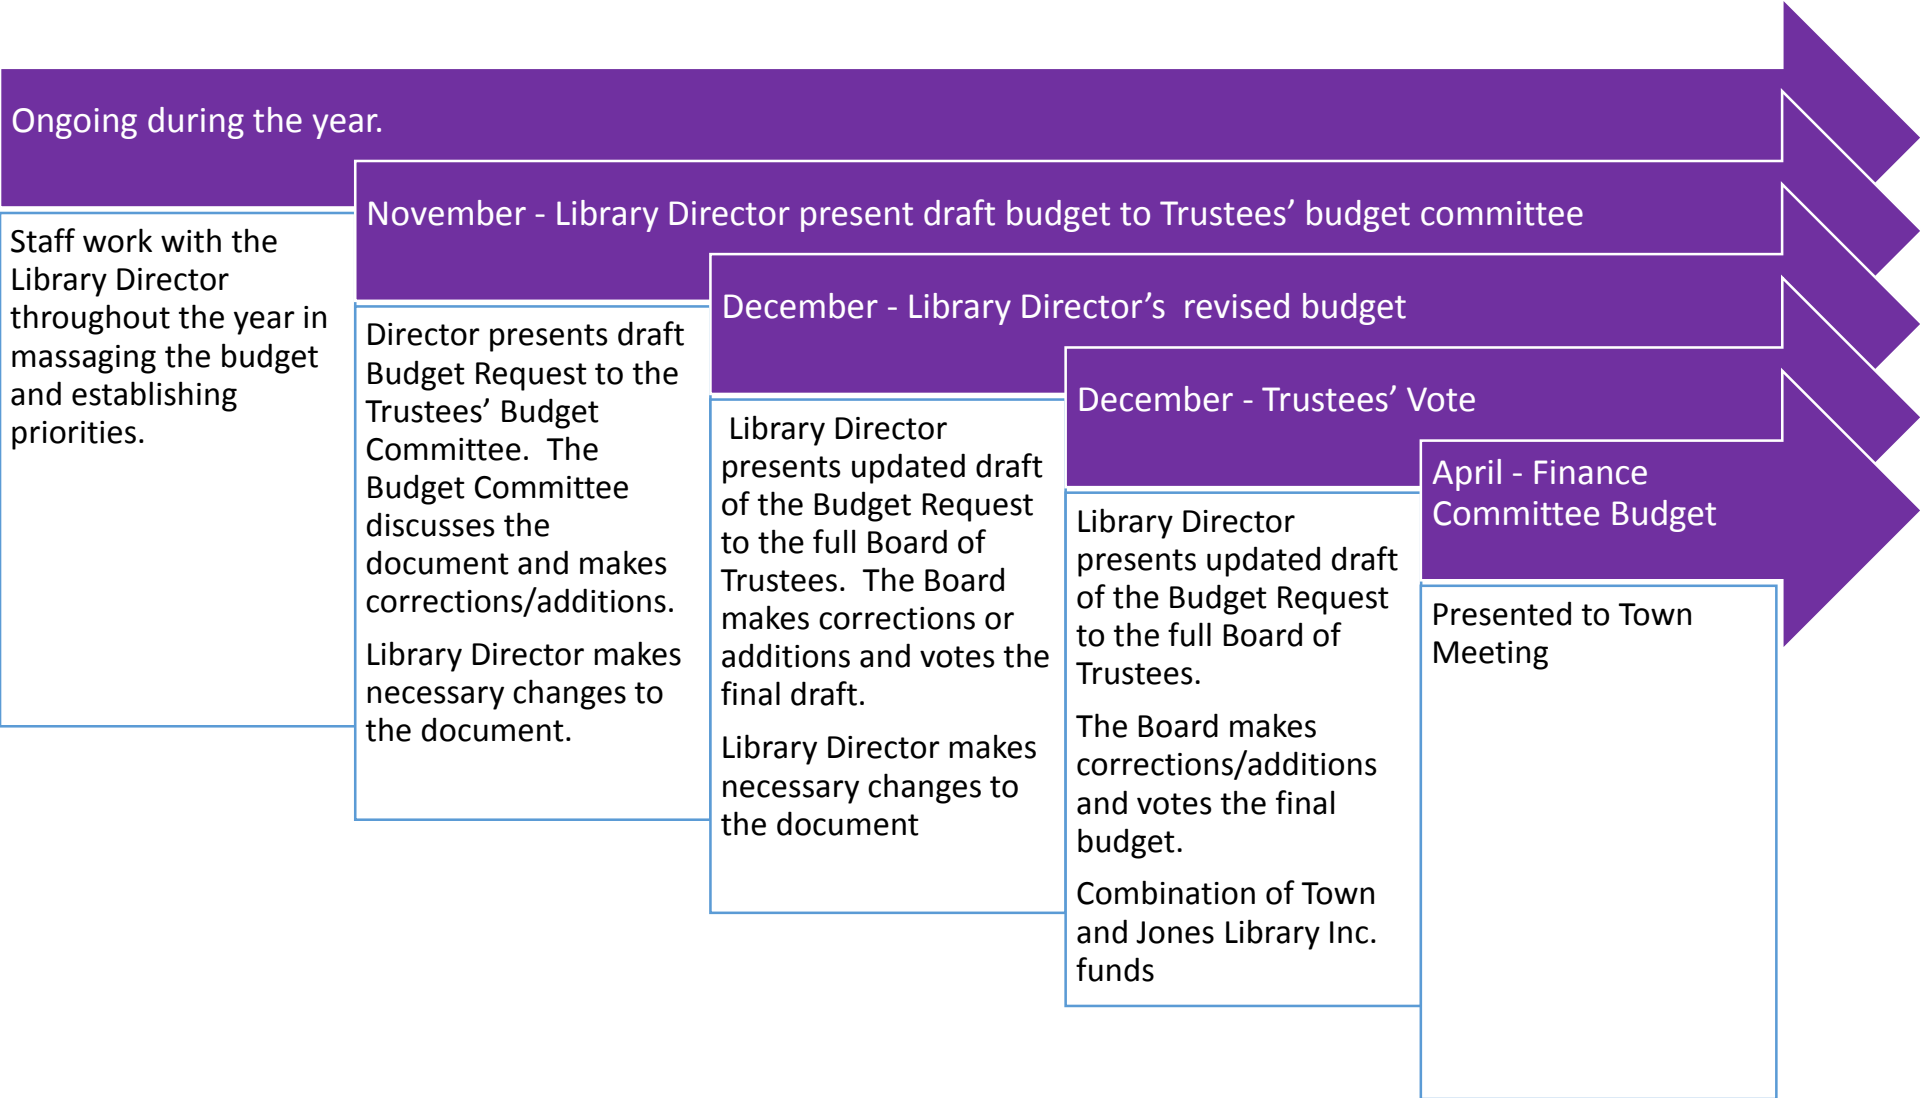 Ongoing during the year.
Staff work with the
Library Director
throughout the year in
massaging the budget
and establishing
priorities.
November - Library Director present draft budget to Trustees’ budget committee
Director presents draft
Budget Request to the
Trustees’ Budget
Committee.  The
Budget Committee
discusses the
document and makes
corrections/additions.
Library Director makes
necessary changes to
the document.
December - Library Director’s  revised budget
Library Director
presents updated draft
of the Budget Request
to the full Board of
Trustees.  The Board
makes corrections or
additions and votes the
final draft.
Library Director makes
necessary changes to
the document
December - Trustees’ Vote
Library Director
presents updated draft
of the Budget Request
to the full Board of
Trustees.
The Board makes
corrections/additions
and votes the final
budget.
Combination of Town
and Jones Library Inc.
funds
April - Finance
Committee Budget
Presented to Town
Meeting